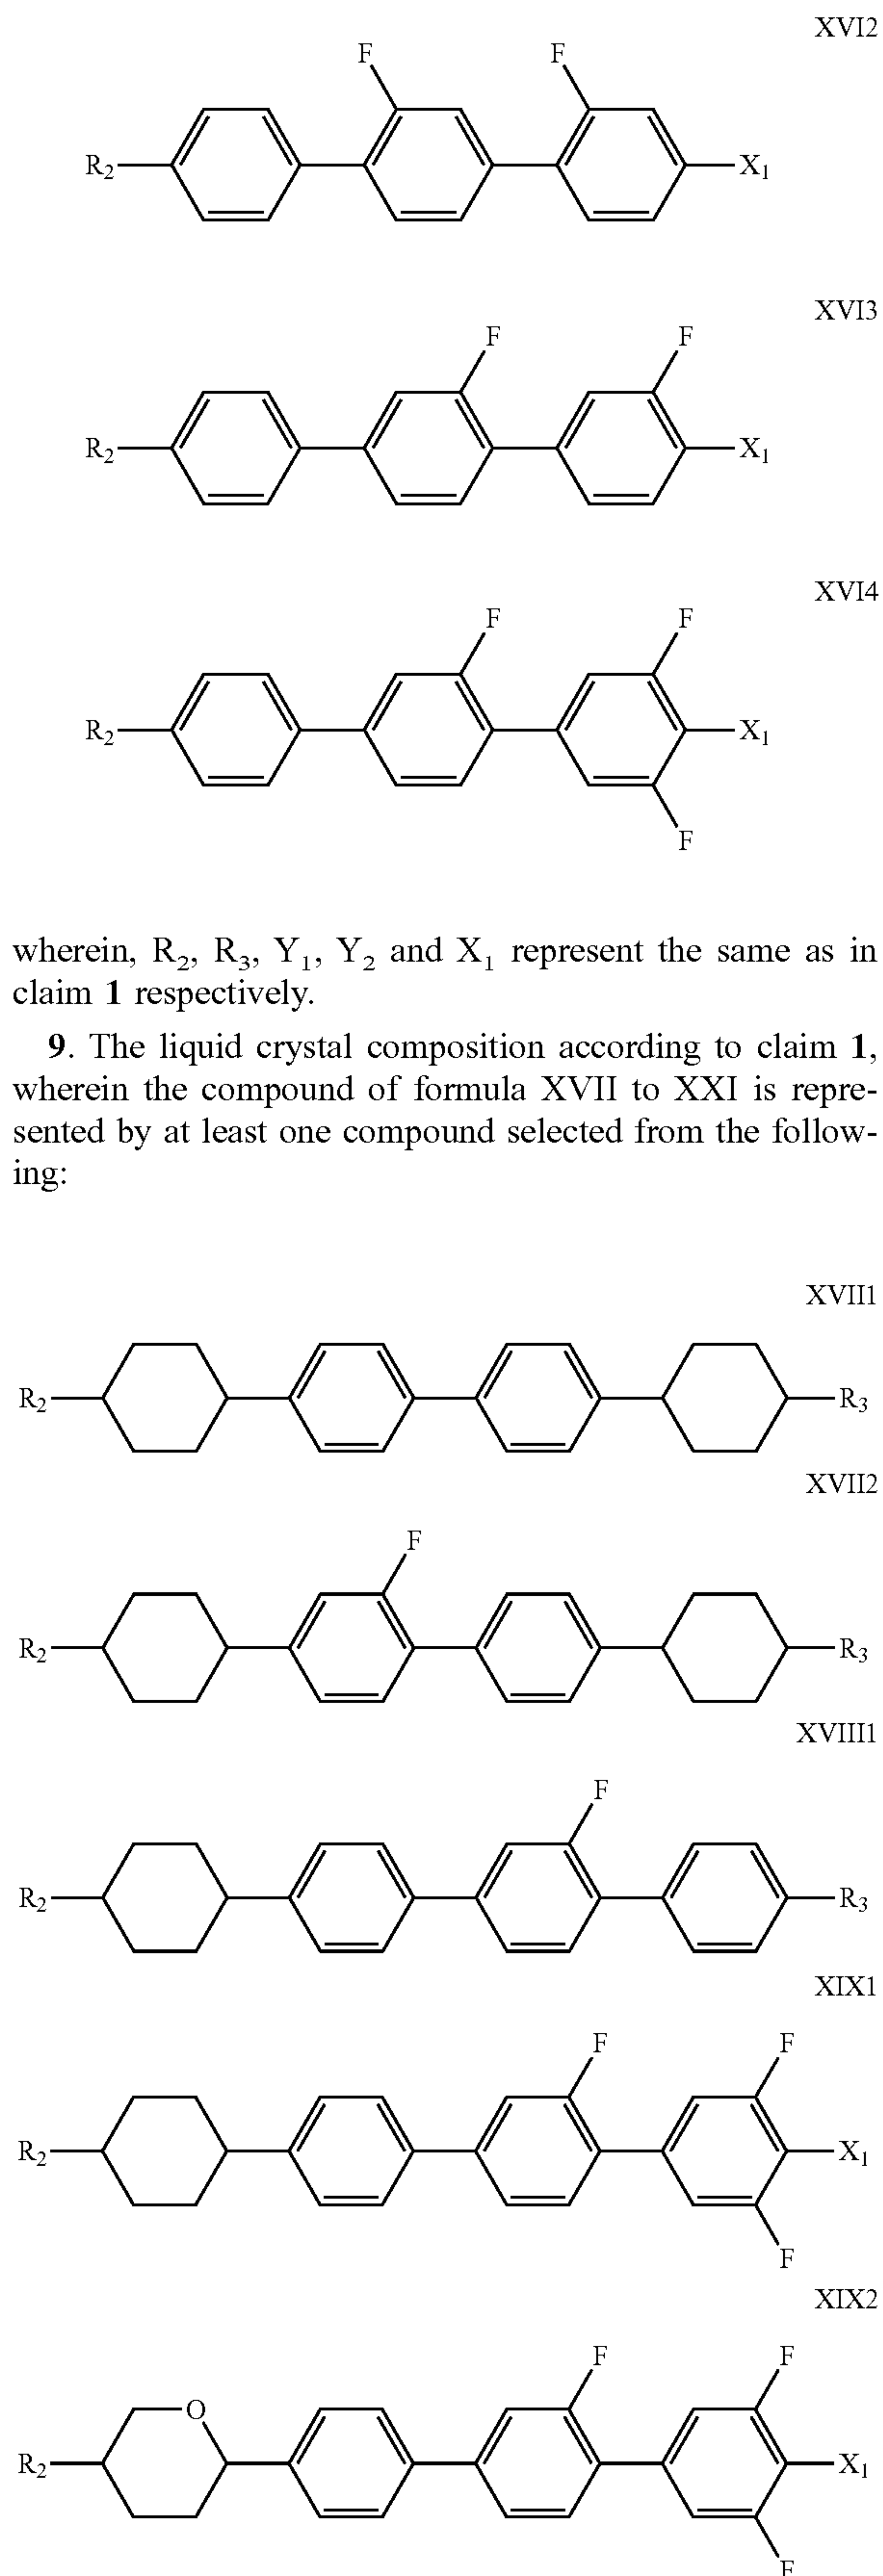 XVI2
F F
R₂ X₁
XVI3
F F
R₂ X₁
XVI4
F F
R₂ X₁
F
wherein, R₂, R₃, Y₁, Y₂ and X₁ represent the same as in
claim 1 respectively.
9. The liquid crystal composition according to claim 1,
wherein the compound of formula XVII to XXI is repre-
sented by at least one compound selected from the follow-
ing:
XVII1
R₂ R₃
XVII2
F
R₂ R₃
XVIII1
F
R₂ R₃
XIX1
F F
R₂ X₁
F
XIX2
F F
O
R₂ X₁
F